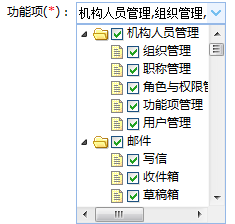 功能项(*)： 机构人员管理,组织管理,
机构人员管理
组织管理
职称管理
角色与权限管
功能项管理
用户管理
邮件
写信
收件箱
草稿箱